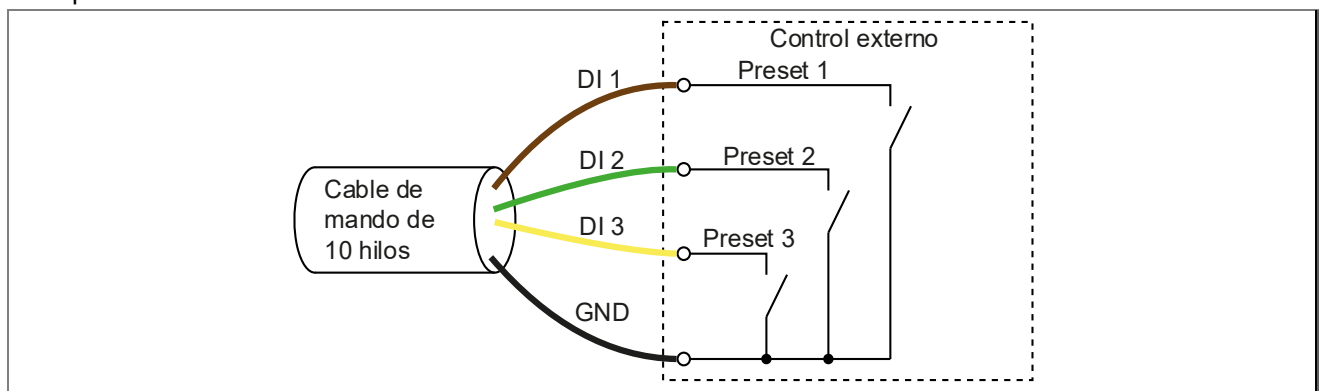 Control externo
DI 1
Preset 1
DI 2
Preset 2
Cable de
mando de
10 hilos
DI 3
Preset 3
GND